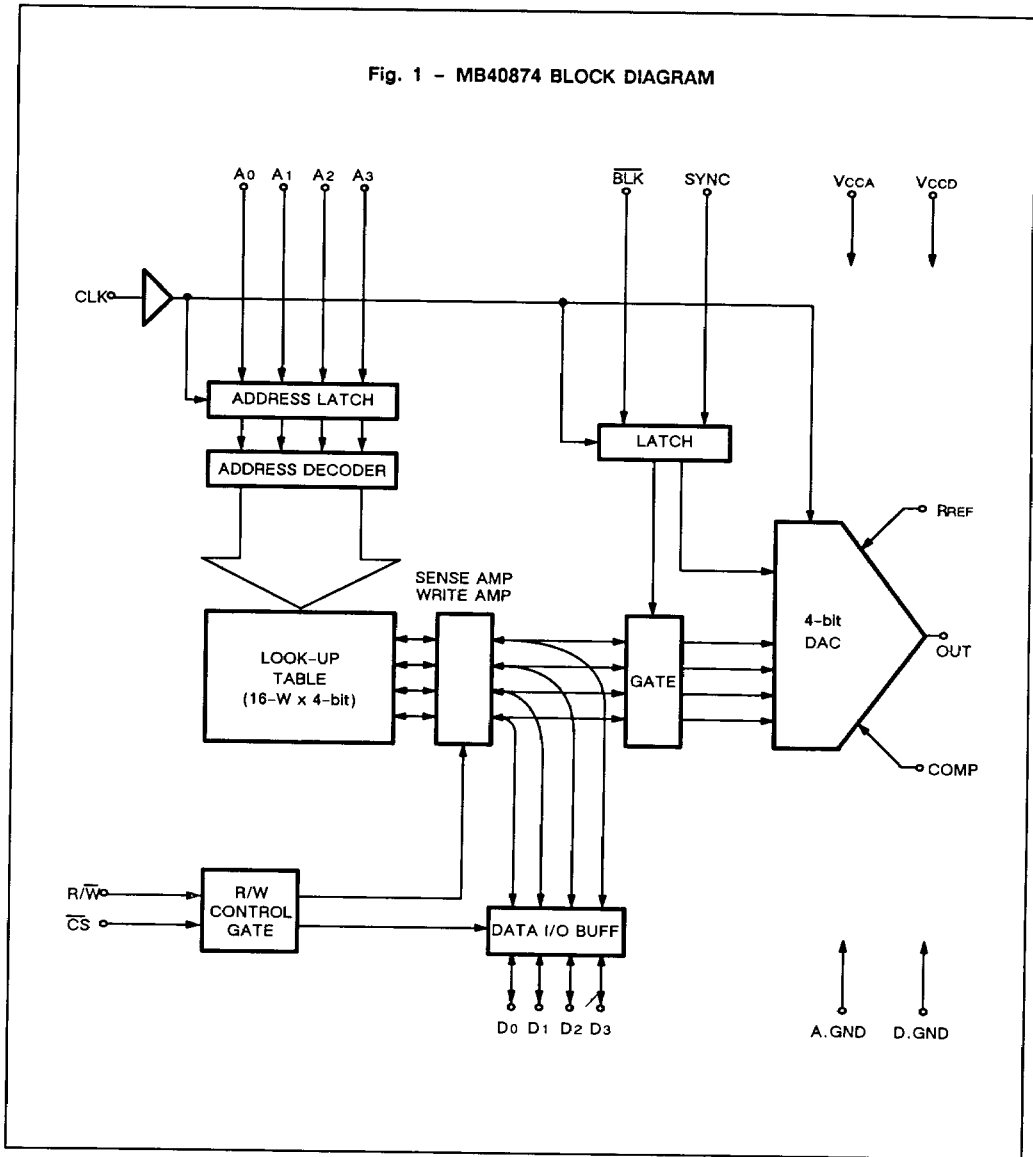 Fig. 1 – MB40874 BLOCK DIAGRAM
A0 A1 A2 A3
B̅L̅K̅ SYNC
VCCA VCCD
CLK
ADDRESS LATCH
ADDRESS DECODER
LATCH
RREF
SENSE AMP
WRITE AMP
LOOK-UP
TABLE
(16-W x 4-bit)
GATE
4-bit
DAC
OUT
COMP
R/W̅
C̅S̅
R/W
CONTROL
GATE
DATA I/O BUFF
D0 D1 D2 D3
A.GND D.GND